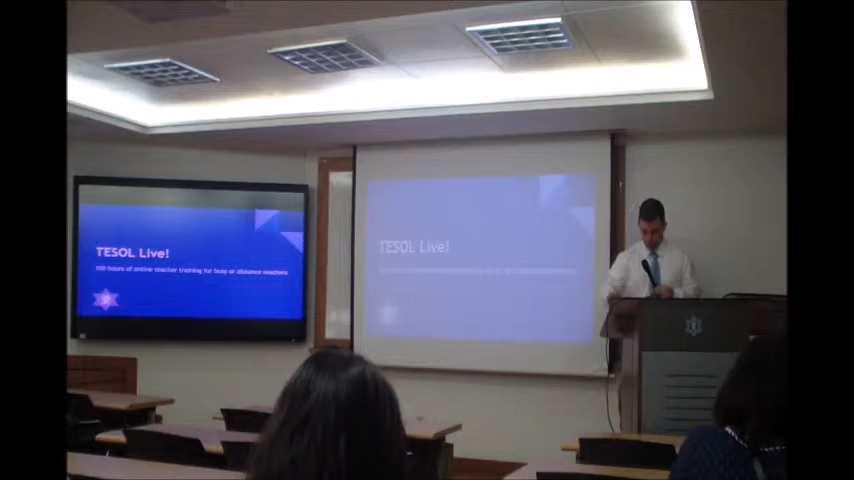 TESOL Live!
100 hours of online teacher training for busy or distance teachers
TESOL Live!